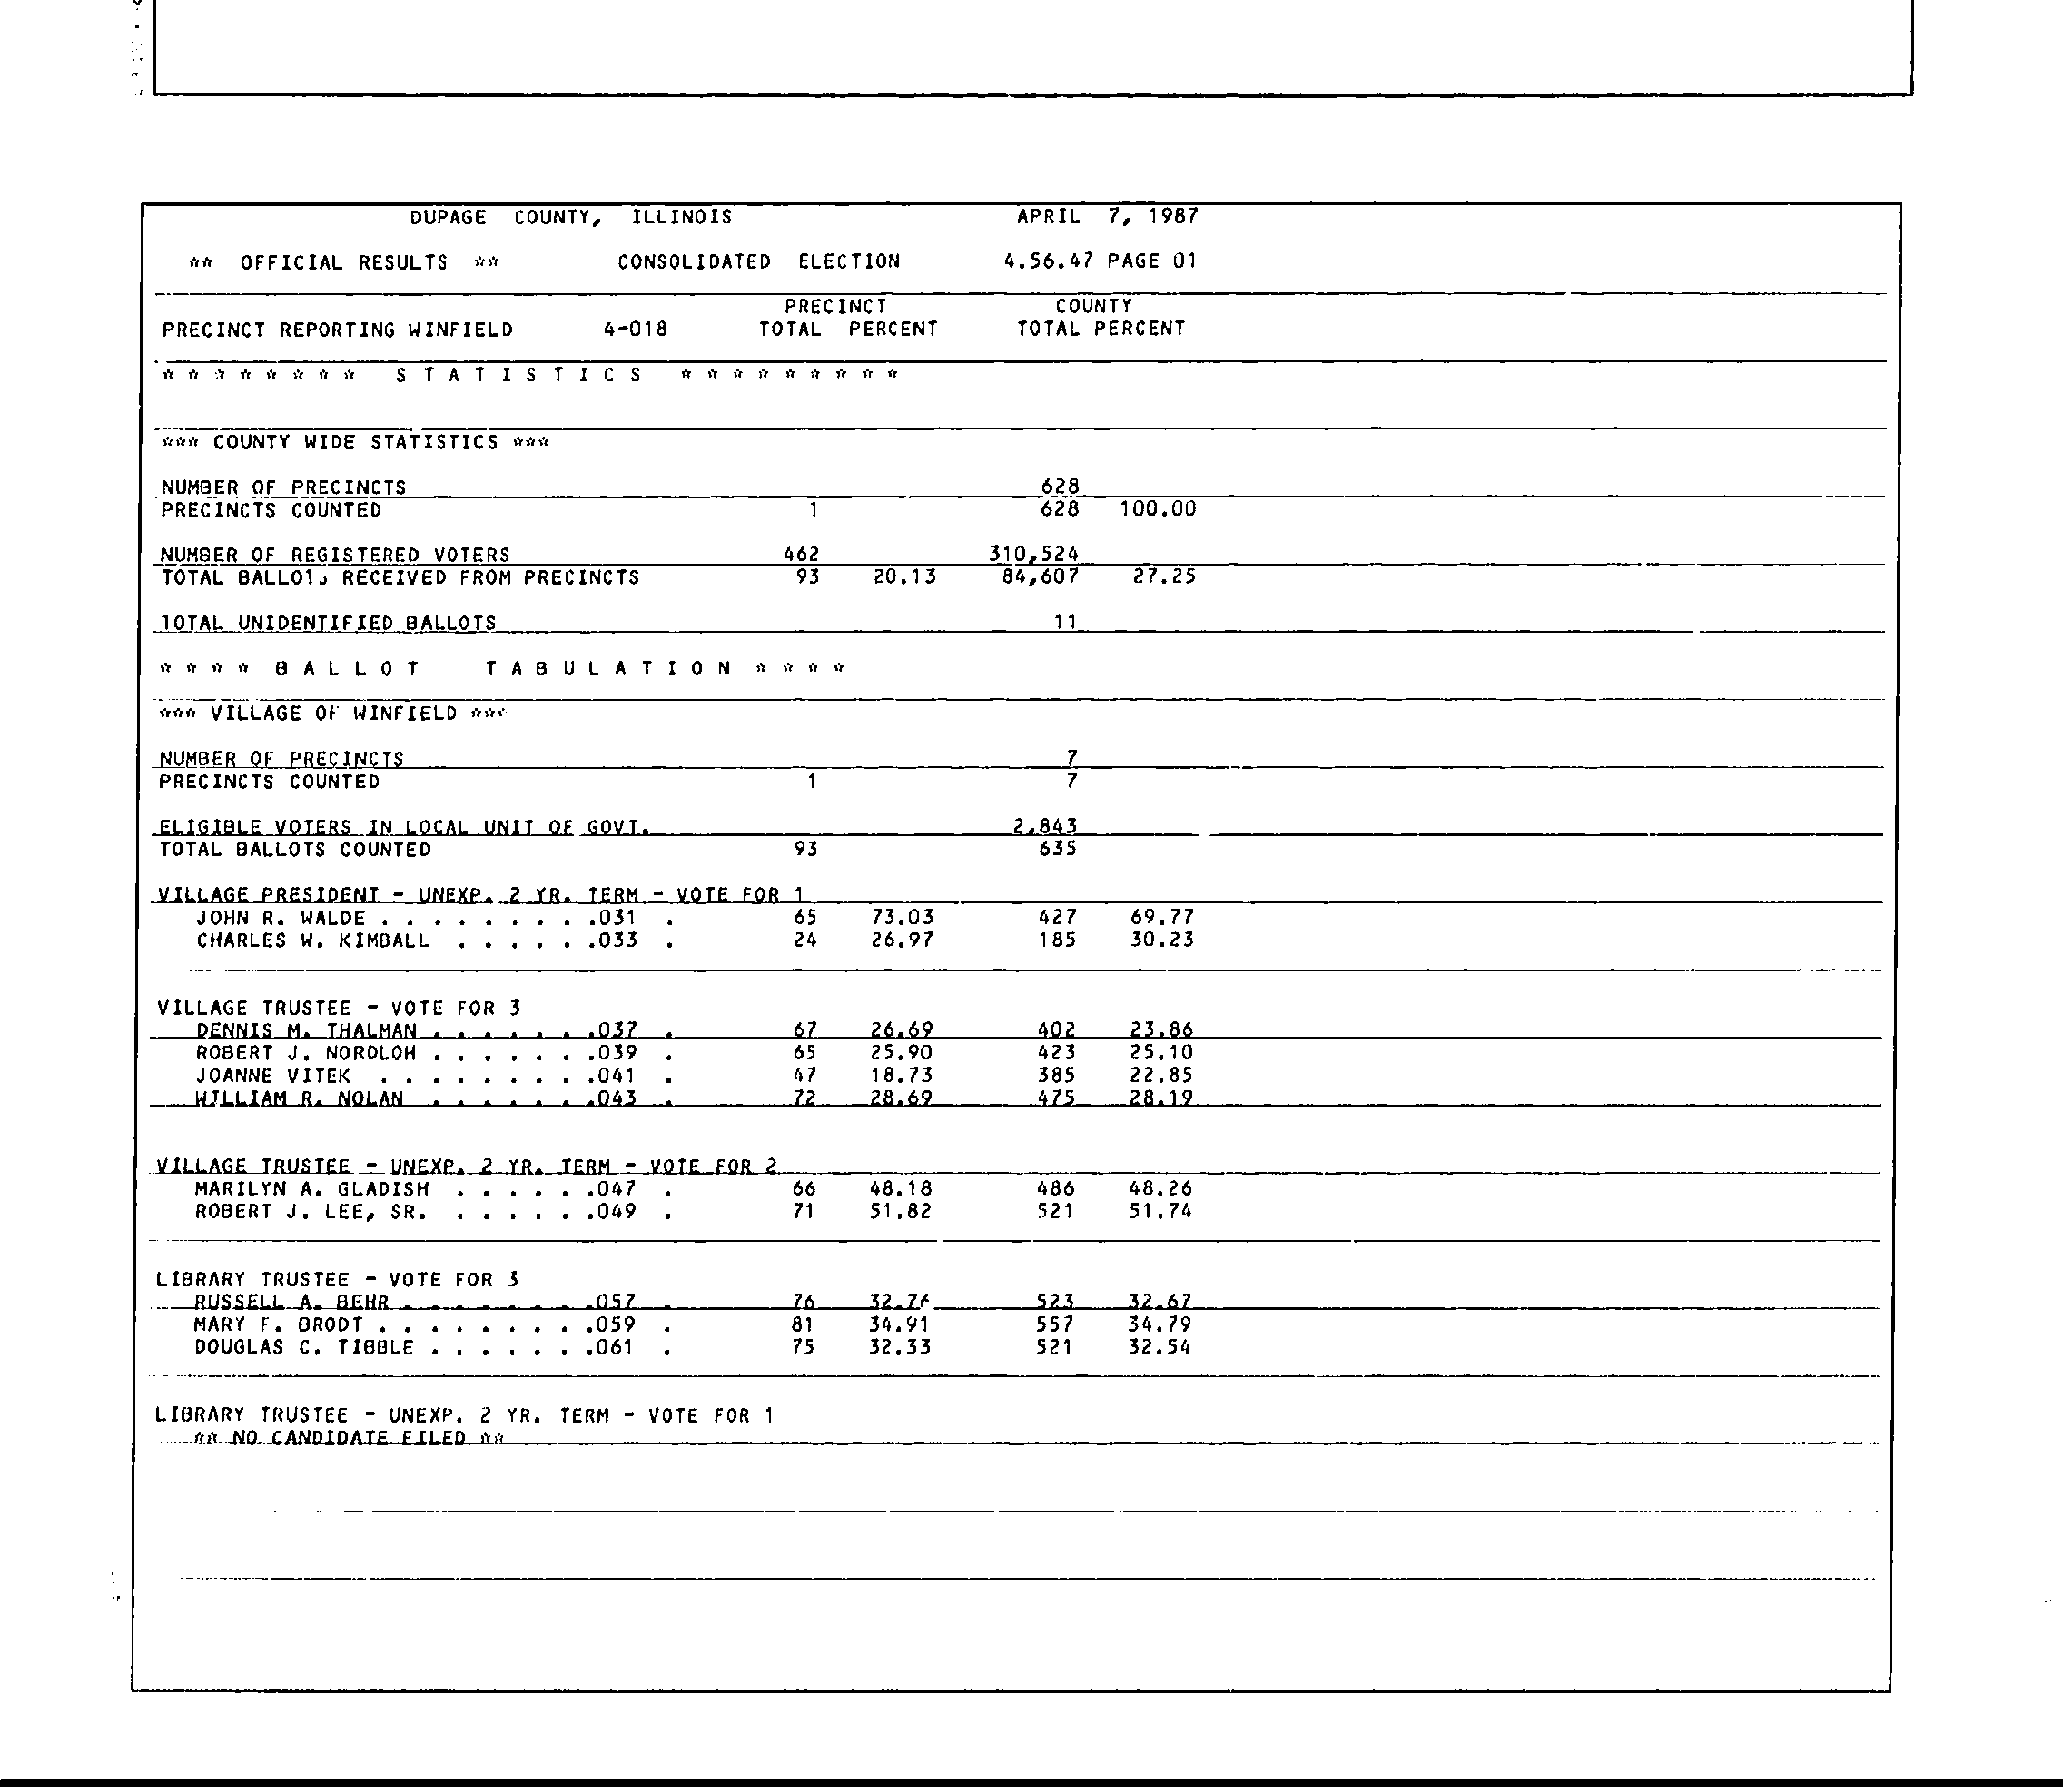 DUPAGE COUNTY, ILLINOIS APRIL 7, 1987
** OFFICIAL RESULTS ** CONSOLIDATED ELECTION 4.56.47 PAGE 01
PRECINCT COUNTY
PRECINCT REPORTING WINFIELD 4-018 TOTAL PERCENT TOTAL PERCENT
* * * * * * * * S T A T I S T I C S * * * * * * * * *
*** COUNTY WIDE STATISTICS ***
NUMBER OF PRECINCTS 628
PRECINCTS COUNTED 1 628 100.00
NUMBER OF REGISTERED VOTERS 462 310,524
TOTAL BALLOTS RECEIVED FROM PRECINCTS 93 20.13 84,607 27.25
TOTAL UNIDENTIFIED BALLOTS 11
* * * * B A L L O T T A B U L A T I O N * * * *
*** VILLAGE OF WINFIELD ***
NUMBER OF PRECINCTS 7
PRECINCTS COUNTED 1 7
ELIGIBLE VOTERS IN LOCAL UNIT OF GOVT. 2,843
TOTAL BALLOTS COUNTED 93 635
VILLAGE PRESIDENT - UNEXP. 2 YR. TERM - VOTE FOR 1
JOHN R. WALDE . . . . . . . . .031 . 65 73.03 427 69.77
CHARLES W. KIMBALL . . . . . .033 . 24 26.97 185 30.23
VILLAGE TRUSTEE - VOTE FOR 3
DENNIS M. THALMAN . . . . . . .037 . 67 26.69 402 23.86
ROBERT J. NORDLOH . . . . . . .039 . 65 25.90 423 25.10
JOANNE VITEK . . . . . . . . .041 . 47 18.73 385 22.85
WILLIAM R. NOLAN . . . . . . .043 . 72 28.69 475 28.19
VILLAGE TRUSTEE - UNEXP. 2 YR. TERM - VOTE FOR 2
MARILYN A. GLADISH . . . . . .047 . 66 48.18 486 48.26
ROBERT J. LEE, SR. . . . . . .049 . 71 51.82 521 51.74
LIBRARY TRUSTEE - VOTE FOR 3
RUSSELL A. BEHR . . . . . . . .057 . 76 32.76 523 32.67
MARY F. BRODT . . . . . . . . .059 . 81 34.91 557 34.79
DOUGLAS C. TIBBLE . . . . . . .061 . 75 32.33 521 32.54
LIBRARY TRUSTEE - UNEXP. 2 YR. TERM - VOTE FOR 1
** NO CANDIDATE FILED **